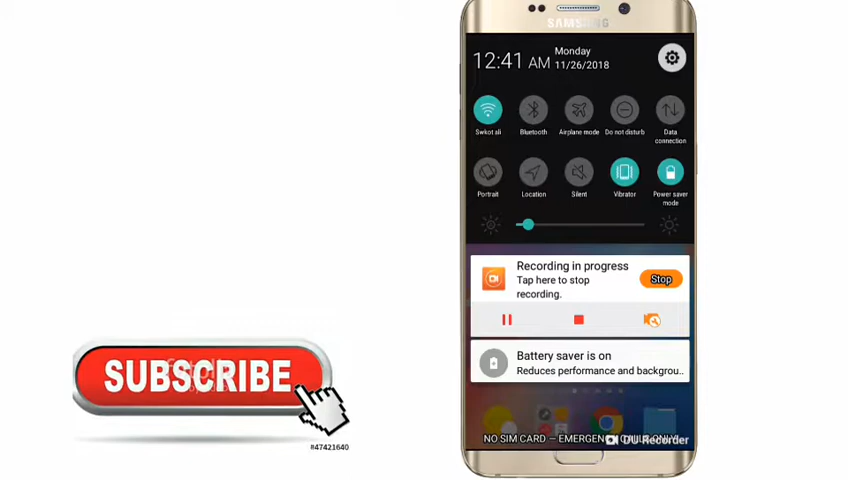 SAMSUNG
12:41 AM
Monday
11/26/2018
Swkot ali
Bluetooth
Airplane mode
Do not disturb
Data
connection
Portrait
Location
Silent
Vibrator
Power saver
mode
Recording in progress
Tap here to stop
recording.
Stop
Battery saver is on
Reduces performance and backgrou..
NO SIM CARD — EMERGENCY CALLS ONLY
DU Recorder
SUBSCRIBE
#47421640